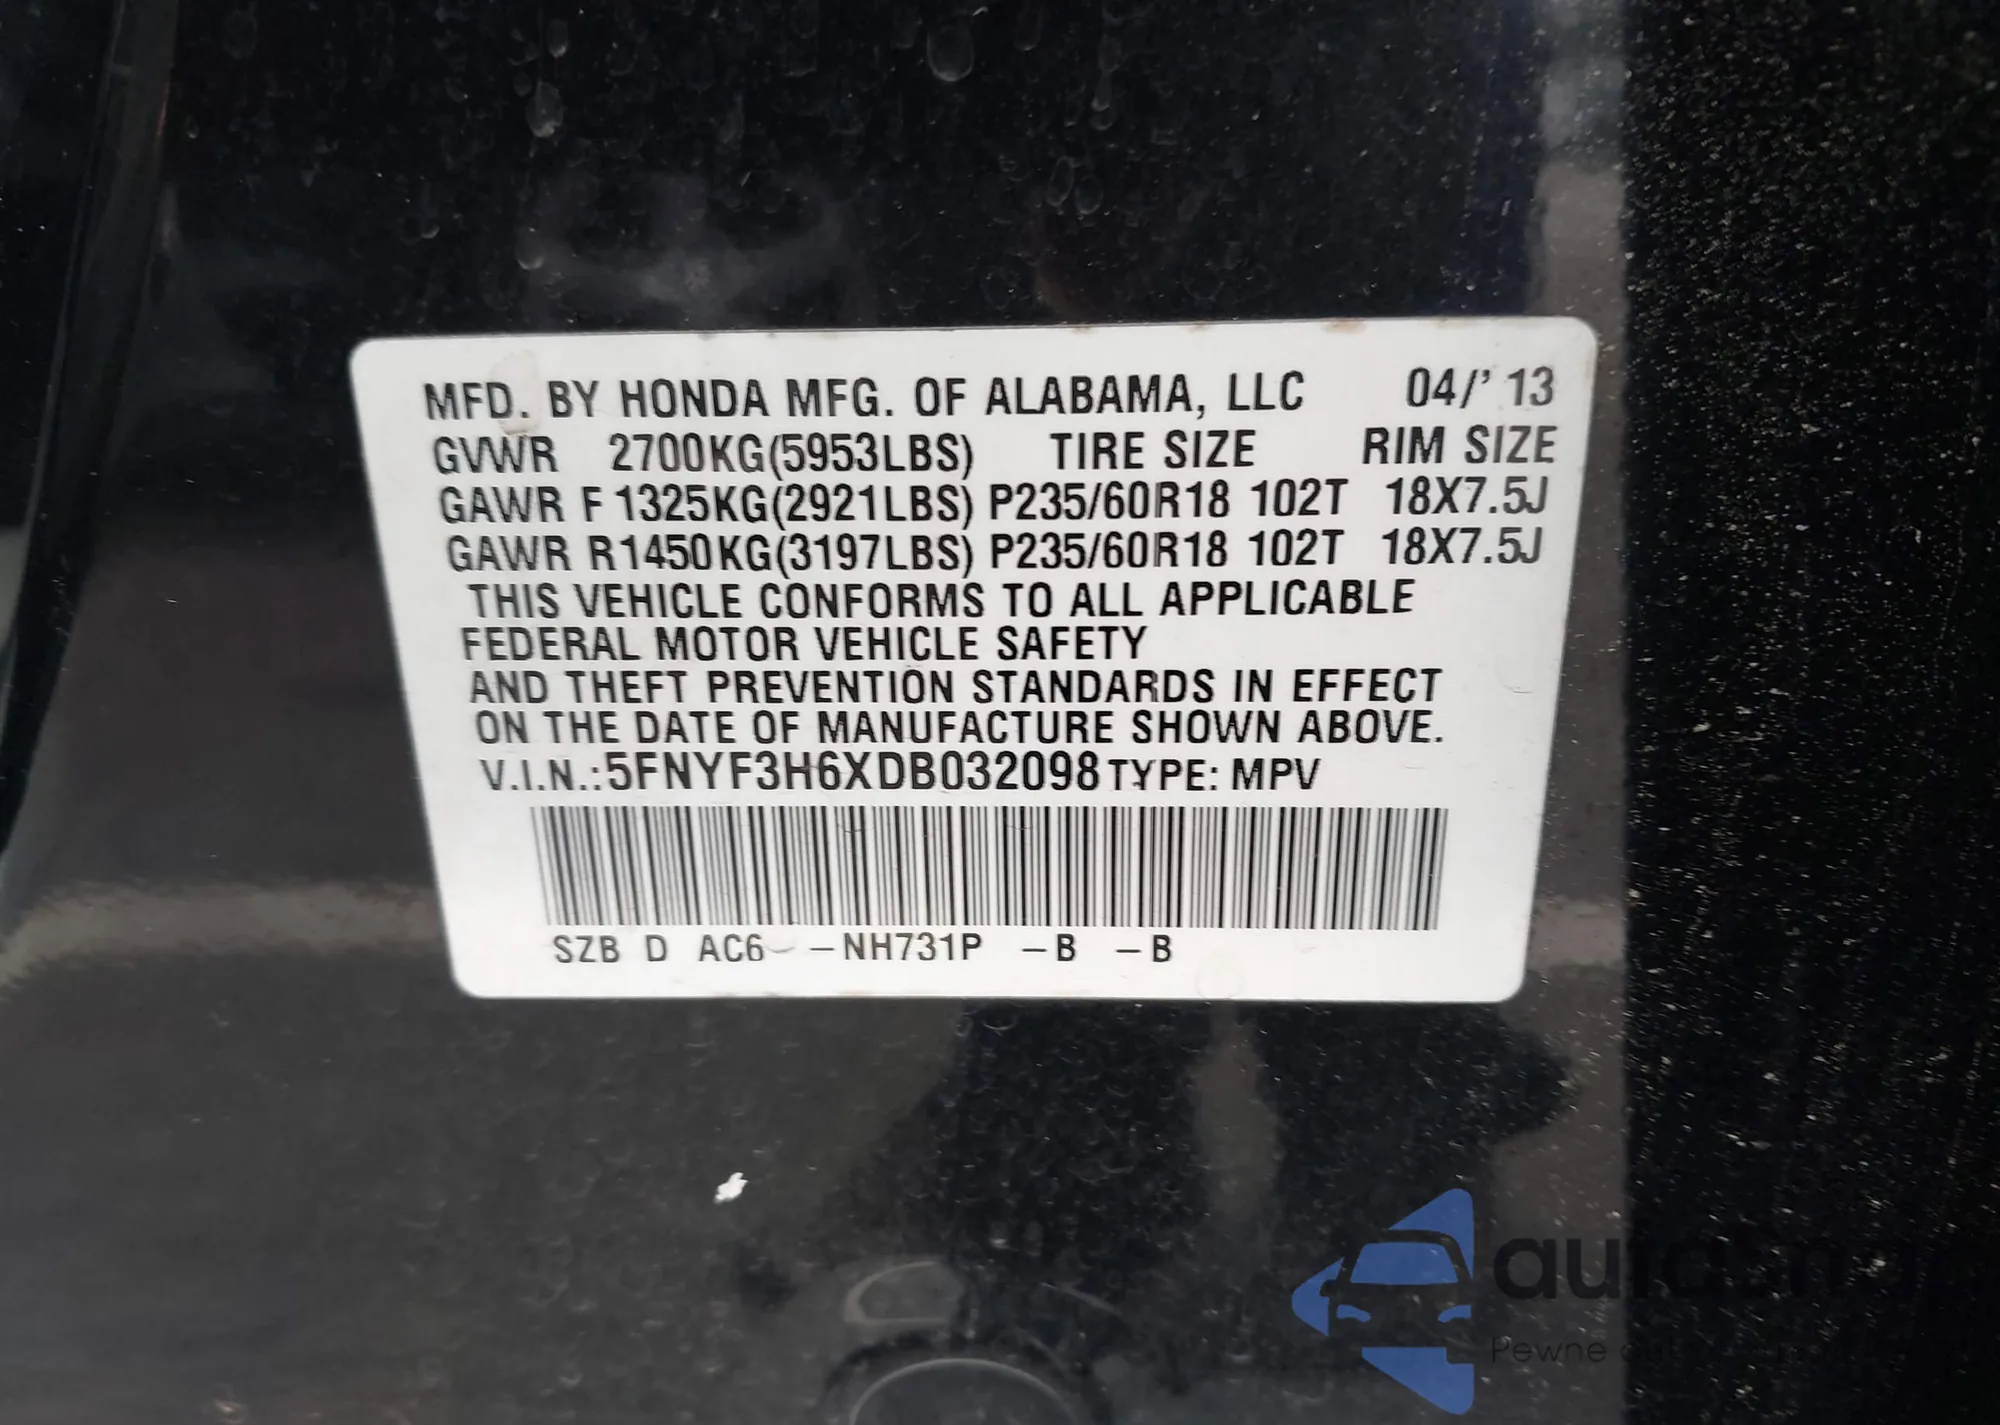 MFD. BY HONDA MFG. OF ALABAMA, LLC 04/'13
GVWR 2700KG(5953LBS) TIRE SIZE RIM SIZE
GAWR F 1325KG(2921LBS) P235/60R18 102T 18X7.5J
GAWR R1450KG(3197LBS) P235/60R18 102T 18X7.5J
THIS VEHICLE CONFORMS TO ALL APPLICABLE
FEDERAL MOTOR VEHICLE SAFETY
AND THEFT PREVENTION STANDARDS IN EFFECT
ON THE DATE OF MANUFACTURE SHOWN ABOVE.
V.I.N.:5FNYF3H6XDB032098 TYPE: MPV
SZB D AC6 -NH731P -B -B
Pewne